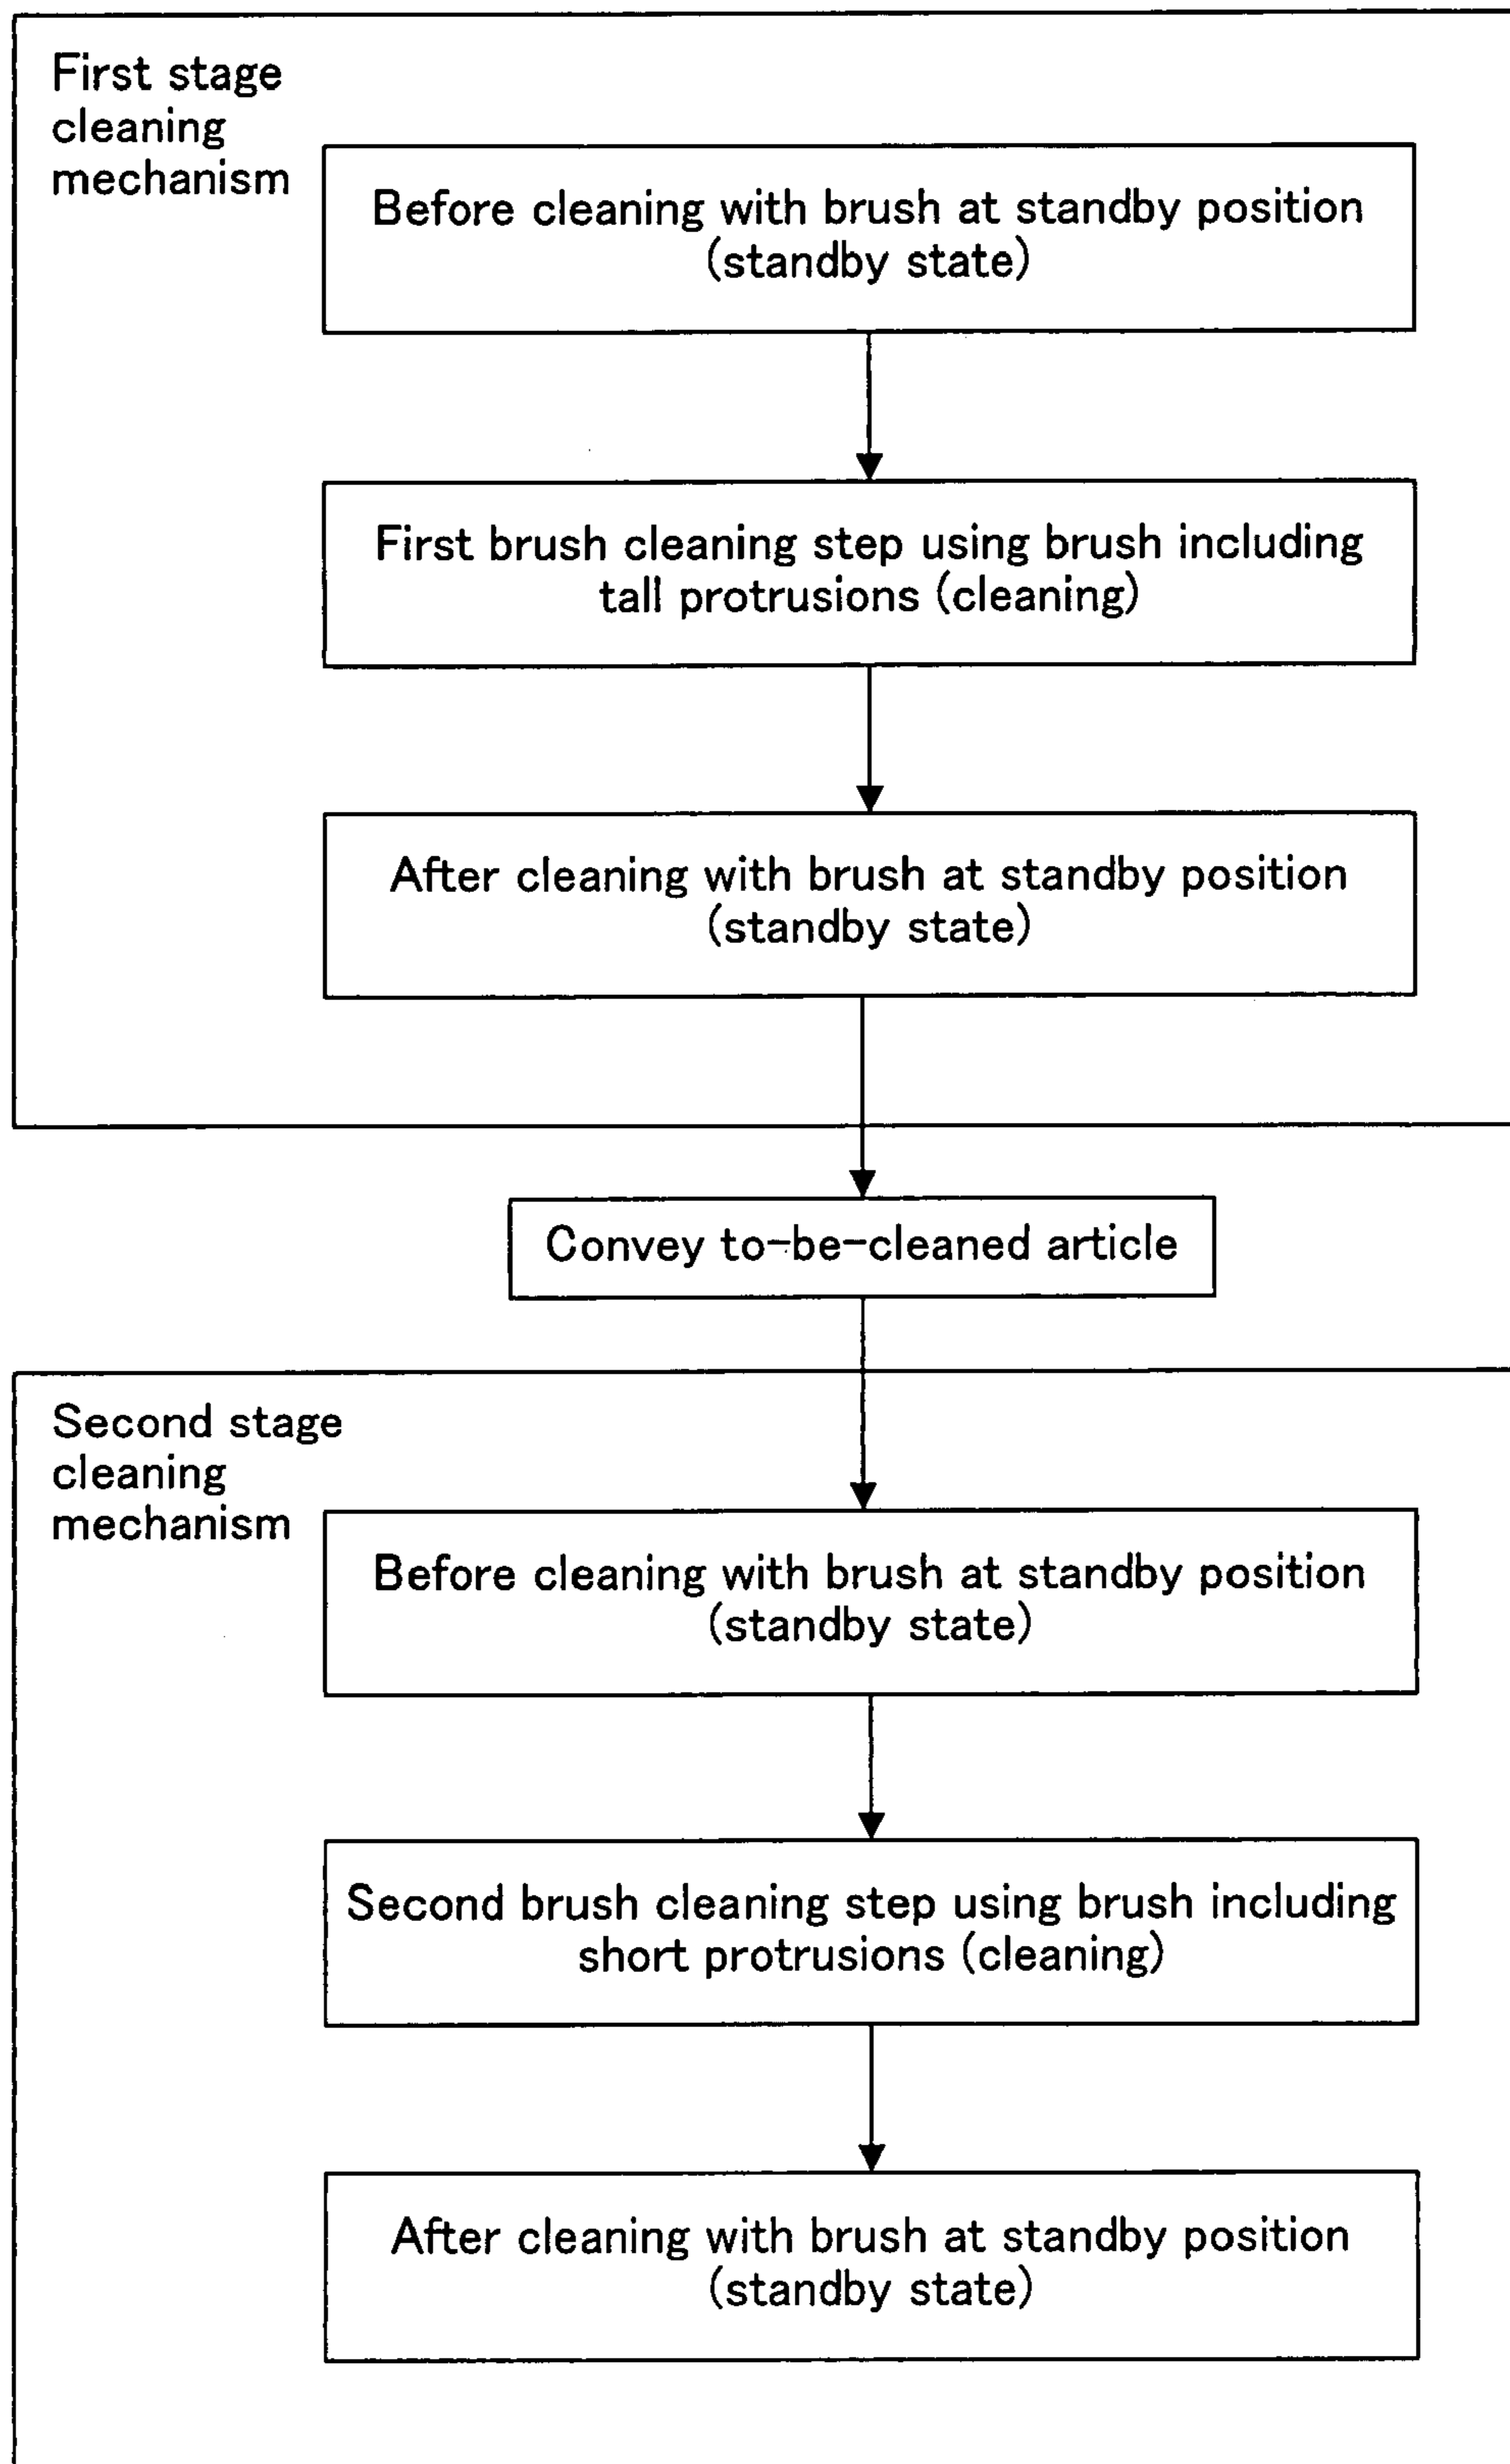 First stage
cleaning
mechanism
Before cleaning with brush at standby position
(standby state)
First brush cleaning step using brush including
tall protrusions (cleaning)
After cleaning with brush at standby position
(standby state)
Convey to-be-cleaned article
Second stage
cleaning
mechanism
Before cleaning with brush at standby position
(standby state)
Second brush cleaning step using brush including
short protrusions (cleaning)
After cleaning with brush at standby position
(standby state)